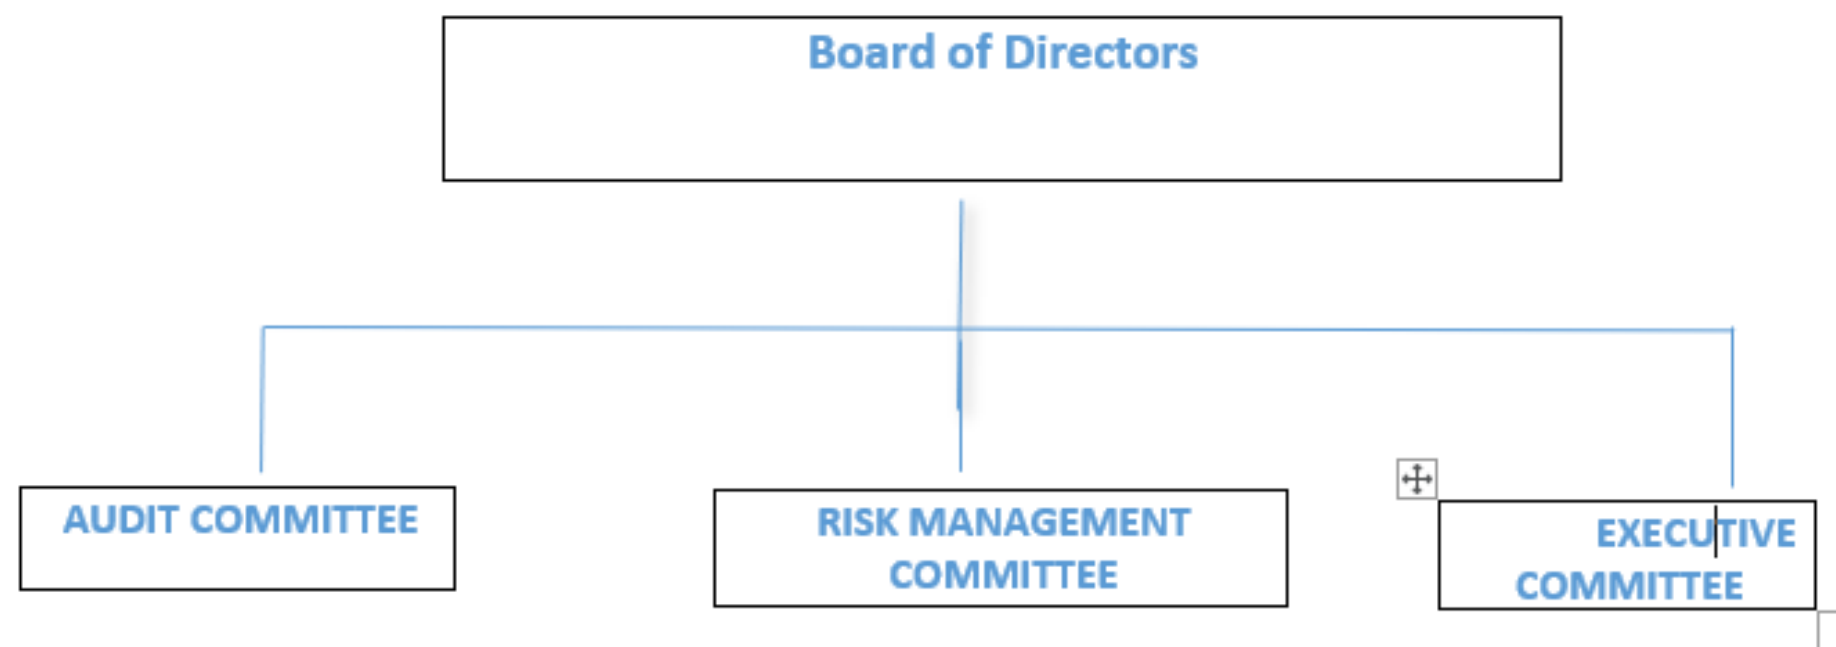 Board of Directors
AUDIT COMMITTEE
RISK MANAGEMENT
COMMITTEE
EXECUTIVE
COMMITTEE